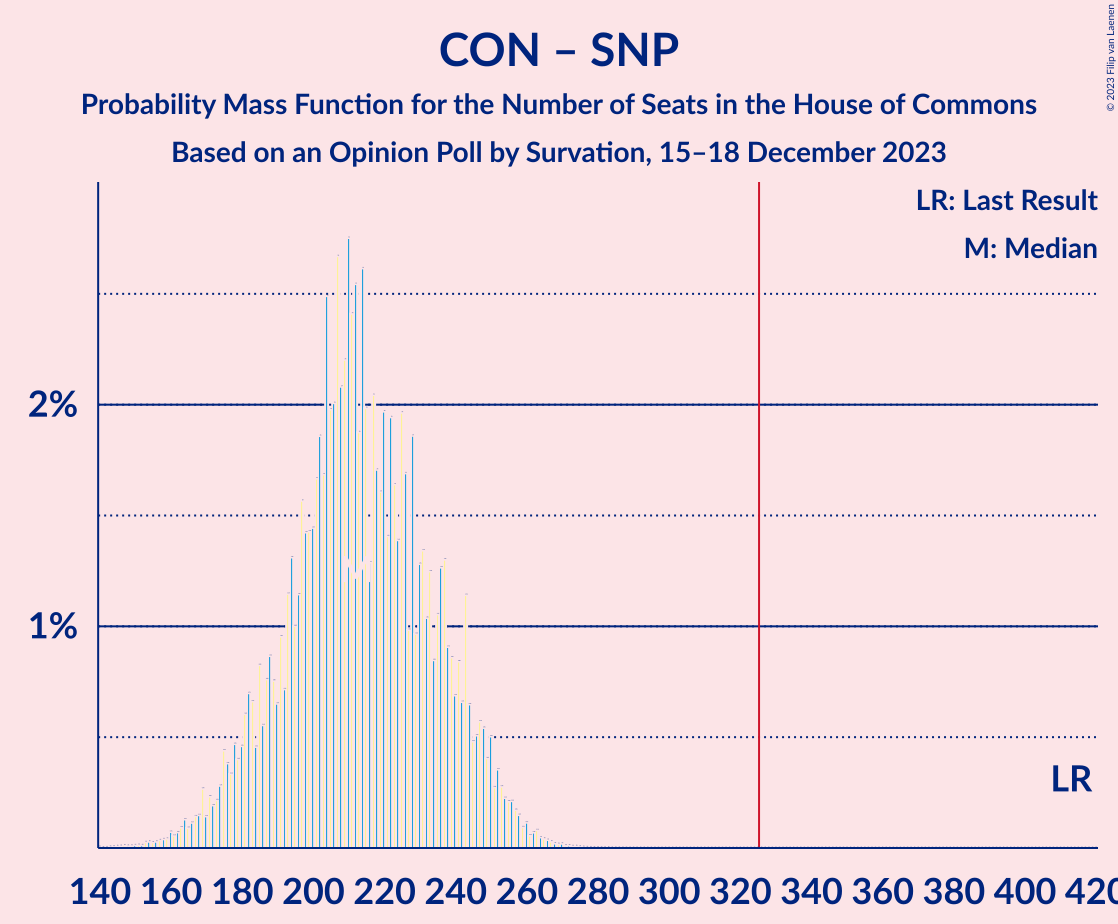 CON – SNP
Probability Mass Function for the Number of Seats in the House of Commons
Based on an Opinion Poll by Survation, 15–18 December 2023
© 2023 Filip van Laenen
LR: Last Result
M: Median
2%
1%
LR
140 160 180 200 220 240 260 280 300 320 340 360 380 400 420